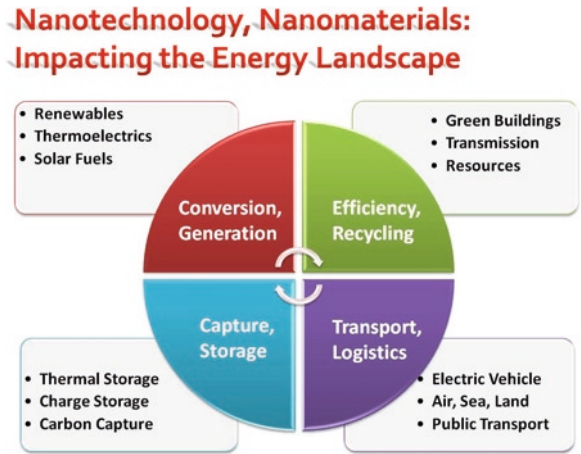 Nanotechnology, Nanomaterials:
Impacting the Energy Landscape
• Renewables
• Thermoelectrics
• Solar Fuels
• Green Buildings
• Transmission
• Resources
Conversion,
Generation
Efficiency,
Recycling
Capture,
Storage
Transport,
Logistics
• Thermal Storage
• Charge Storage
• Carbon Capture
• Electric Vehicle
• Air, Sea, Land
• Public Transport